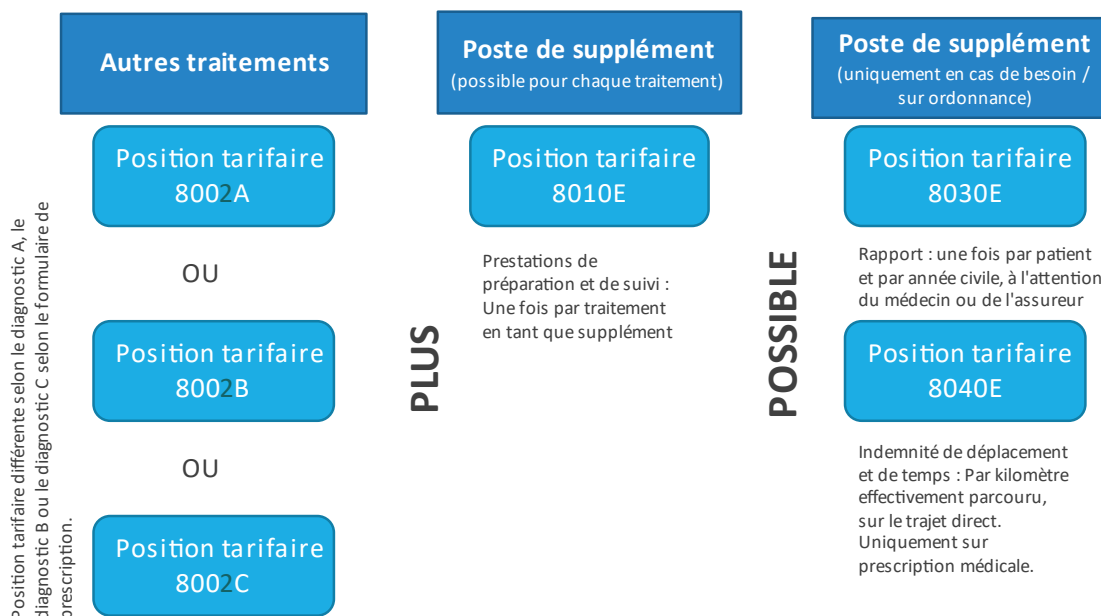 Autres traitements
Position tarifaire
8002A
OU
Position tarifaire
8002B
OU
Position tarifaire
8002C
Position tarifaire différente selon le diagnostic A, le
diagnostic B ou le diagnostic C selon le formulaire de
prescription.
PLUS
Poste de supplément
(possible pour chaque traitement)
Position tarifaire
8010E
Prestations de
préparation et de suivi :
Une fois par traitement
en tant que supplément
POSSIBLE
Poste de supplément
(uniquement en cas de besoin /
sur ordonnance)
Position tarifaire
8030E
Rapport : une fois par patient
et par année civile, à l'attention
du médecin ou de l'assureur
Position tarifaire
8040E
Indemnité de déplacement
et de temps : Par kilomètre
effectivement parcouru,
sur le trajet direct.
Uniquement sur
prescription médicale.